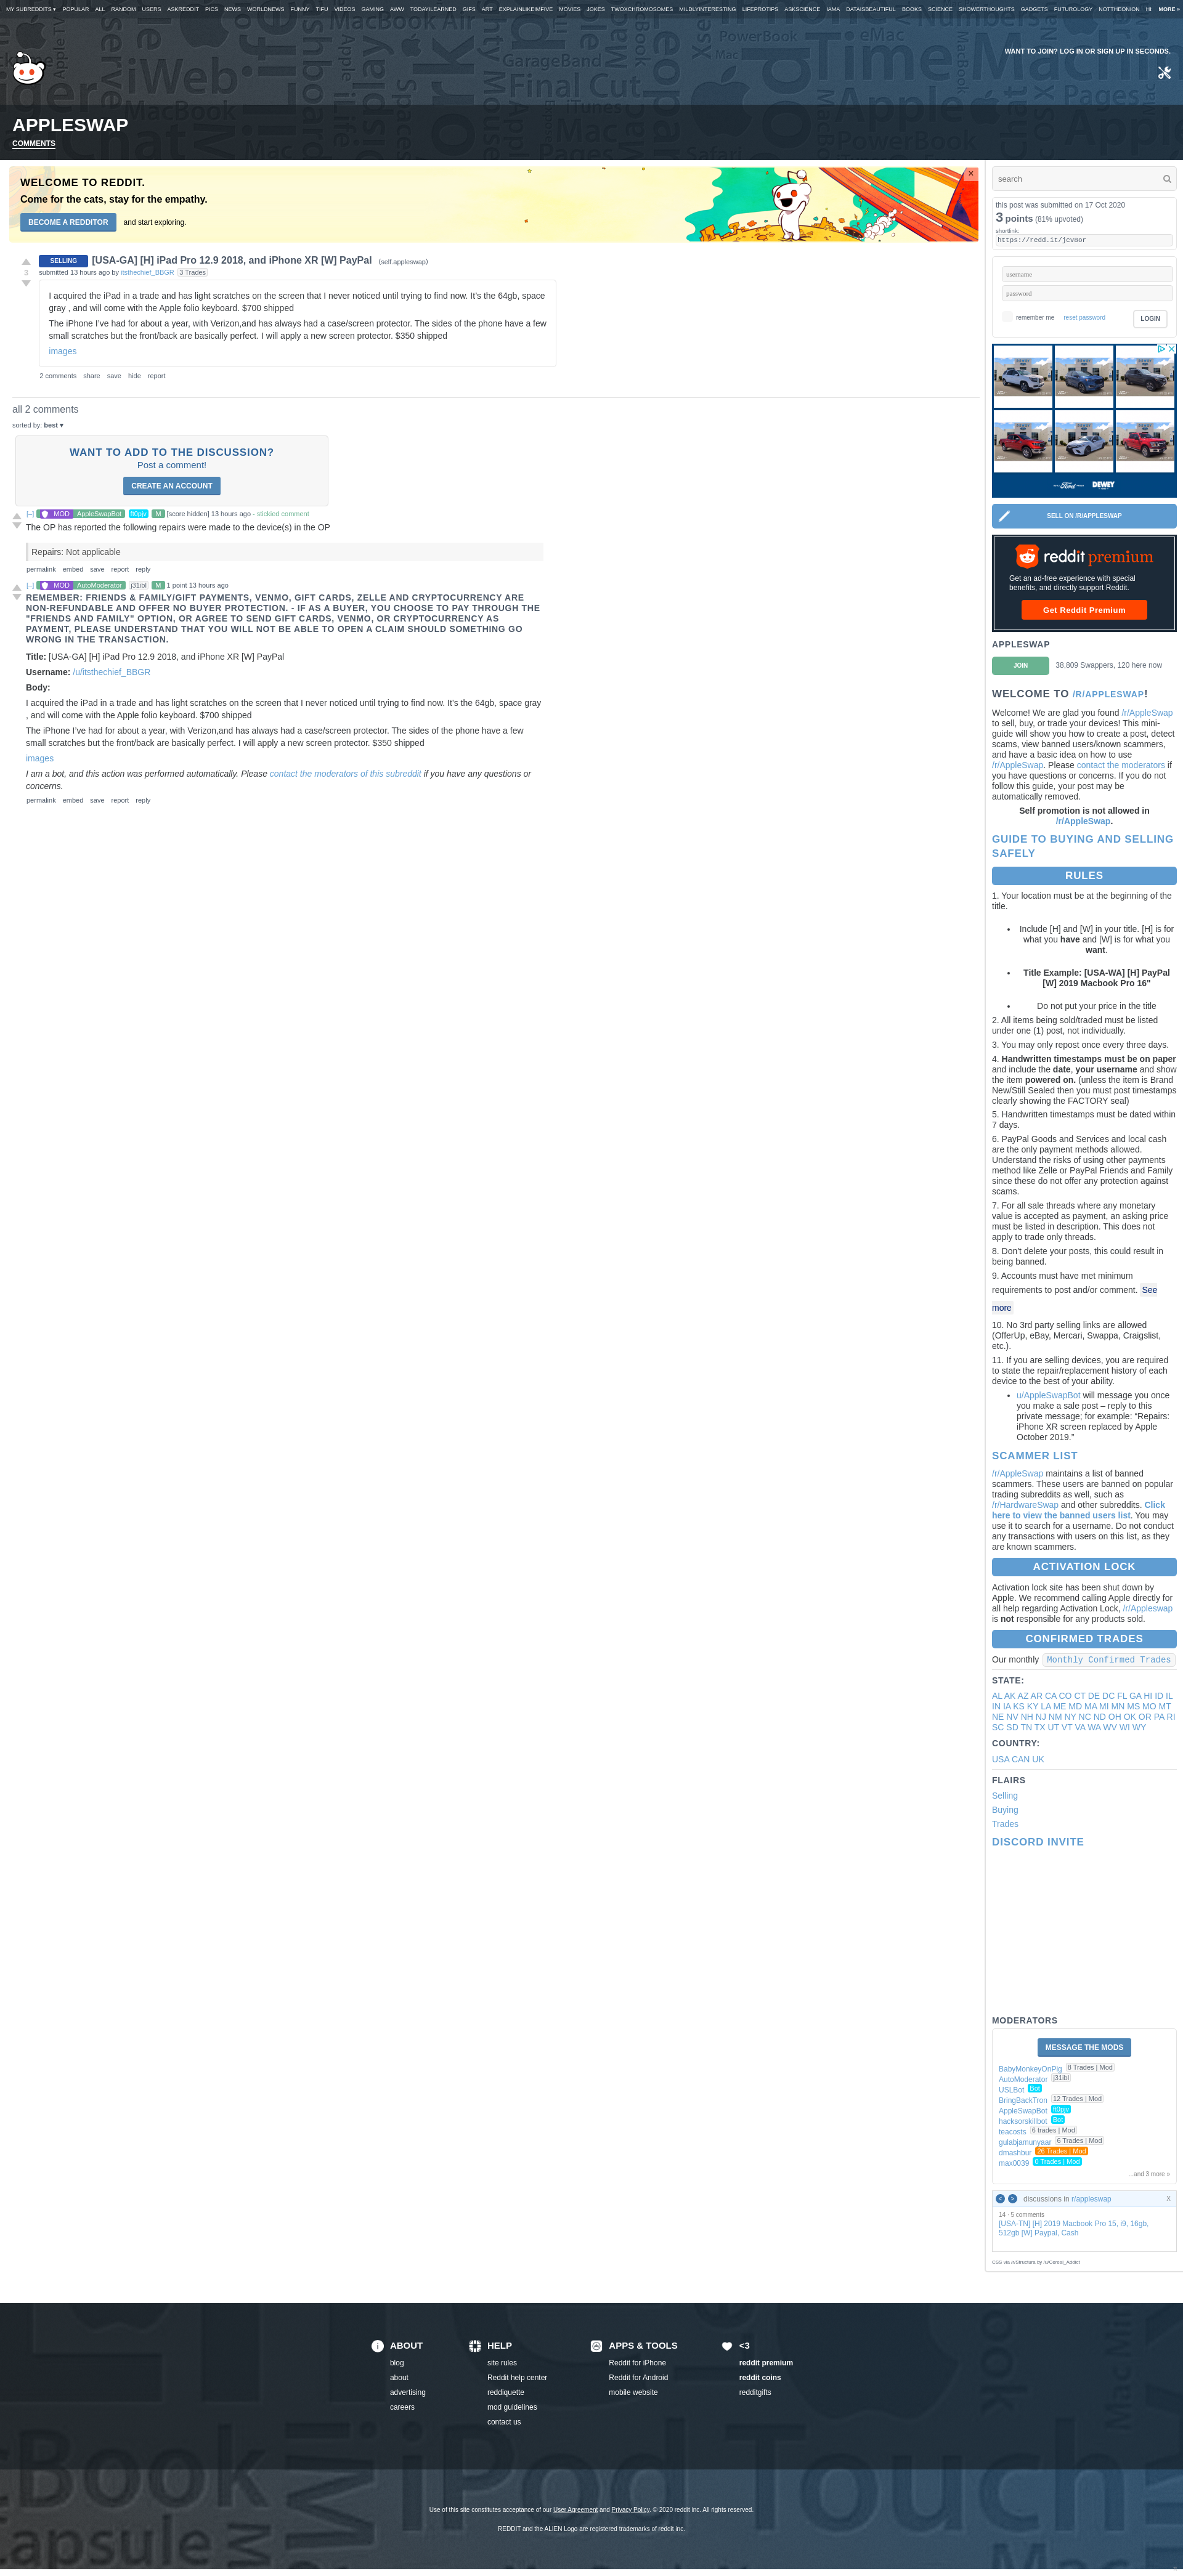 MY SUBREDDITS ▾ POPULAR ALL RANDOM USERS ASKREDDIT PICS NEWS WORLDNEWS FUNNY TIFU VIDEOS GAMING AWW TODAYILEARNED GIFS ART EXPLAINLIKEIMFIVE MOVIES JOKES TWOXCHROMOSOMES MILDLYINTERESTING LIFEPROTIPS ASKSCIENCE IAMA DATAISBEAUTIFUL BOOKS SCIENCE SHOWERTHOUGHTS GADGETS FUTUROLOGY NOTTHEONION HI MORE »
WANT TO JOIN? LOG IN OR SIGN UP IN SECONDS.
APPLESWAP
COMMENTS
WELCOME TO REDDIT.
Come for the cats, stay for the empathy.
BECOME A REDDITOR and start exploring.
×
SELLING [USA-GA] [H] iPad Pro 12.9 2018, and iPhone XR [W] PayPal (self.appleswap)
3
submitted 13 hours ago by itsthechief_BBGR 3 Trades
I acquired the iPad in a trade and has light scratches on the screen that I never noticed until trying to find now. It's the 64gb, space
gray , and will come with the Apple folio keyboard. $700 shipped
The iPhone I've had for about a year, with Verizon,and has always had a case/screen protector. The sides of the phone have a few
small scratches but the front/back are basically perfect. I will apply a new screen protector. $350 shipped
images
2 comments share save hide report
all 2 comments
sorted by: best ▾
WANT TO ADD TO THE DISCUSSION?
Post a comment!
CREATE AN ACCOUNT
[–] MOD AppleSwapBot ft0pjv M [score hidden] 13 hours ago - stickied comment
The OP has reported the following repairs were made to the device(s) in the OP
Repairs: Not applicable
permalink embed save report reply
[–] MOD AutoModerator j31ibl M 1 point 13 hours ago
REMEMBER: FRIENDS & FAMILY/GIFT PAYMENTS, VENMO, GIFT CARDS, ZELLE AND CRYPTOCURRENCY ARE
NON-REFUNDABLE AND OFFER NO BUYER PROTECTION. - IF AS A BUYER, YOU CHOOSE TO PAY THROUGH THE
"FRIENDS AND FAMILY" OPTION, OR AGREE TO SEND GIFT CARDS, VENMO, OR CRYPTOCURRENCY AS
PAYMENT, PLEASE UNDERSTAND THAT YOU WILL NOT BE ABLE TO OPEN A CLAIM SHOULD SOMETHING GO
WRONG IN THE TRANSACTION.
Title: [USA-GA] [H] iPad Pro 12.9 2018, and iPhone XR [W] PayPal
Username: /u/itsthechief_BBGR
Body:
I acquired the iPad in a trade and has light scratches on the screen that I never noticed until trying to find now. It's the 64gb, space gray
, and will come with the Apple folio keyboard. $700 shipped
The iPhone I've had for about a year, with Verizon,and has always had a case/screen protector. The sides of the phone have a few
small scratches but the front/back are basically perfect. I will apply a new screen protector. $350 shipped
images
I am a bot, and this action was performed automatically. Please contact the moderators of this subreddit if you have any questions or
concerns.
permalink embed save report reply
search
this post was submitted on 17 Oct 2020
3 points (81% upvoted)
shortlink:
https://redd.it/jcv8or
username
password
remember me reset password LOGIN
Ford DEWEY
SELL ON /R/APPLESWAP
reddit premium
Get an ad-free experience with special
benefits, and directly support Reddit.
Get Reddit Premium
APPLESWAP
JOIN 38,809 Swappers, 120 here now
WELCOME TO /R/APPLESWAP!
Welcome! We are glad you found /r/AppleSwap
to sell, buy, or trade your devices! This mini-
guide will show you how to create a post, detect
scams, view banned users/known scammers,
and have a basic idea on how to use
/r/AppleSwap. Please contact the moderators if
you have questions or concerns. If you do not
follow this guide, your post may be
automatically removed.
Self promotion is not allowed in
/r/AppleSwap.
GUIDE TO BUYING AND SELLING
SAFELY
RULES
1. Your location must be at the beginning of the
title.
• Include [H] and [W] in your title. [H] is for
what you have and [W] is for what you
want.
• Title Example: [USA-WA] [H] PayPal
[W] 2019 Macbook Pro 16"
• Do not put your price in the title
2. All items being sold/traded must be listed
under one (1) post, not individually.
3. You may only repost once every three days.
4. Handwritten timestamps must be on paper
and include the date, your username and show
the item powered on. (unless the item is Brand
New/Still Sealed then you must post timestamps
clearly showing the FACTORY seal)
5. Handwritten timestamps must be dated within
7 days.
6. PayPal Goods and Services and local cash
are the only payment methods allowed.
Understand the risks of using other payments
method like Zelle or PayPal Friends and Family
since these do not offer any protection against
scams.
7. For all sale threads where any monetary
value is accepted as payment, an asking price
must be listed in description. This does not
apply to trade only threads.
8. Don't delete your posts, this could result in
being banned.
9. Accounts must have met minimum
requirements to post and/or comment. See
more
10. No 3rd party selling links are allowed
(OfferUp, eBay, Mercari, Swappa, Craigslist,
etc.).
11. If you are selling devices, you are required
to state the repair/replacement history of each
device to the best of your ability.
• u/AppleSwapBot will message you once
you make a sale post – reply to this
private message; for example: "Repairs:
iPhone XR screen replaced by Apple
October 2019."
SCAMMER LIST
/r/AppleSwap maintains a list of banned
scammers. These users are banned on popular
trading subreddits as well, such as
/r/HardwareSwap and other subreddits. Click
here to view the banned users list. You may
use it to search for a username. Do not conduct
any transactions with users on this list, as they
are known scammers.
ACTIVATION LOCK
Activation lock site has been shut down by
Apple. We recommend calling Apple directly for
all help regarding Activation Lock, /r/Appleswap
is not responsible for any products sold.
CONFIRMED TRADES
Our monthly Monthly Confirmed Trades
STATE:
AL AK AZ AR CA CO CT DE DC FL GA HI ID IL
IN IA KS KY LA ME MD MA MI MN MS MO MT
NE NV NH NJ NM NY NC ND OH OK OR PA RI
SC SD TN TX UT VT VA WA WV WI WY
COUNTRY:
USA CAN UK
FLAIRS
Selling
Buying
Trades
DISCORD INVITE
MODERATORS
MESSAGE THE MODS
BabyMonkeyOnPig 8 Trades | Mod
AutoModerator j31ibl
USLBot Bot
BringBackTron 12 Trades | Mod
AppleSwapBot ft0pjv
hacksorskillbot Bot
teacosts 6 trades | Mod
gulabjamunyaar 6 Trades | Mod
dmashbur 26 Trades | Mod
max0039 0 Trades | Mod
...and 3 more »
< > discussions in r/appleswap X
14 · 5 comments
[USA-TN] [H] 2019 Macbook Pro 15, i9, 16gb,
512gb [W] Paypal, Cash
CSS via r/Structura by /u/Cereal_Addict
ABOUT
blog
about
advertising
careers
HELP
site rules
Reddit help center
reddiquette
mod guidelines
contact us
APPS & TOOLS
Reddit for iPhone
Reddit for Android
mobile website
<3
reddit premium
reddit coins
redditgifts
Use of this site constitutes acceptance of our User Agreement and Privacy Policy. © 2020 reddit inc. All rights reserved.
REDDIT and the ALIEN Logo are registered trademarks of reddit inc.